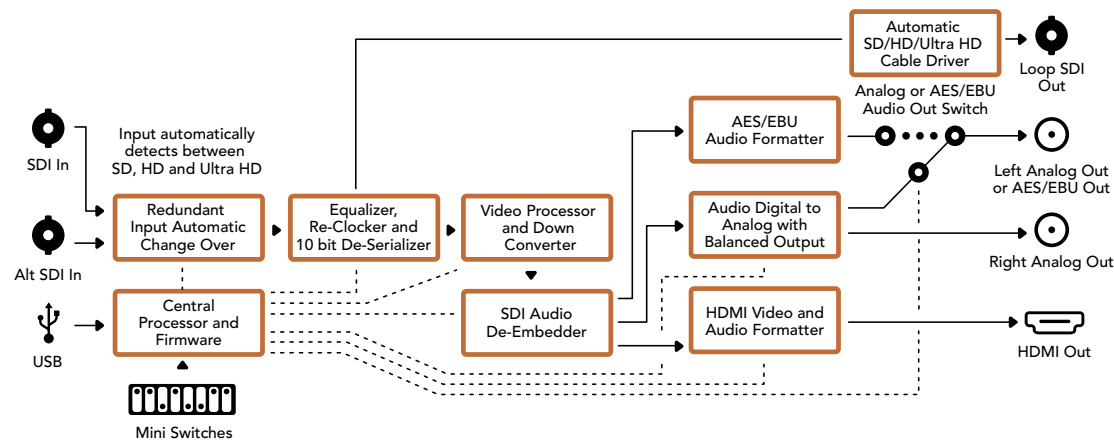 Automatic
SD/HD/Ultra HD
Cable Driver
Loop SDI
Out
Analog or AES/EBU
Audio Out Switch
SDI In
Input automatically
detects between
SD, HD and Ultra HD
AES/EBU
Audio Formatter
Left Analog Out
or AES/EBU Out
Alt SDI In
Redundant
Input Automatic
Change Over
Equalizer,
Re-Clocker and
10 bit De-Serializer
Video Processor
and Down
Converter
Audio Digital to
Analog with
Balanced Output
Right Analog Out
USB
Central
Processor and
Firmware
SDI Audio
De-Embedder
HDMI Video and
Audio Formatter
HDMI Out
Mini Switches